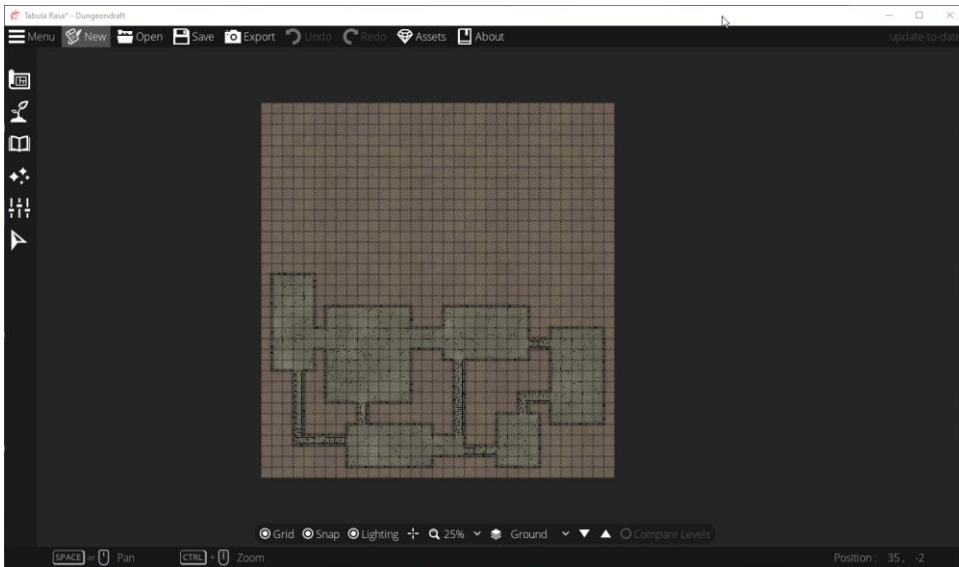 Tabula Rasa* - Dungeondraft
Menu New Open Save Export Undo Redo Assets About update-to-date
Grid Snap Lighting 25% Ground Compare Levels
SPACE or Pan CTRL + Zoom Position : 35, -2